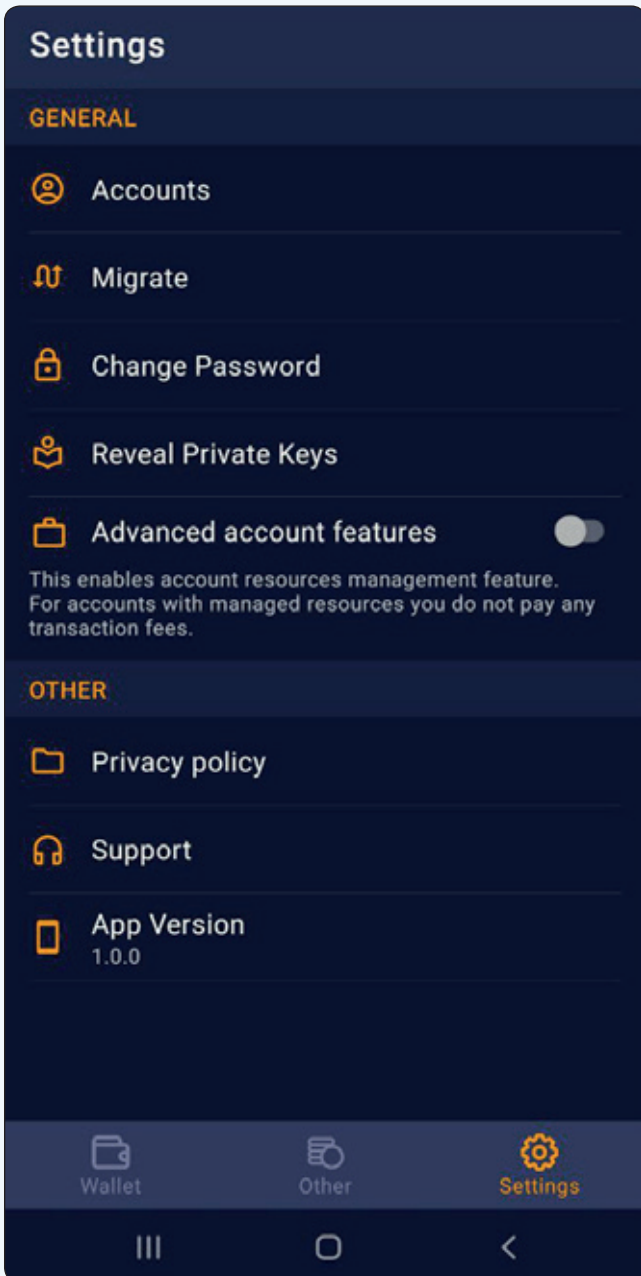 Settings
GENERAL
Accounts
Migrate
Change Password
Reveal Private Keys
Advanced account features
This enables account resources management feature.
For accounts with managed resources you do not pay any
transaction fees.
OTHER
Privacy policy
Support
App Version
1.0.0
Wallet
Other
Settings